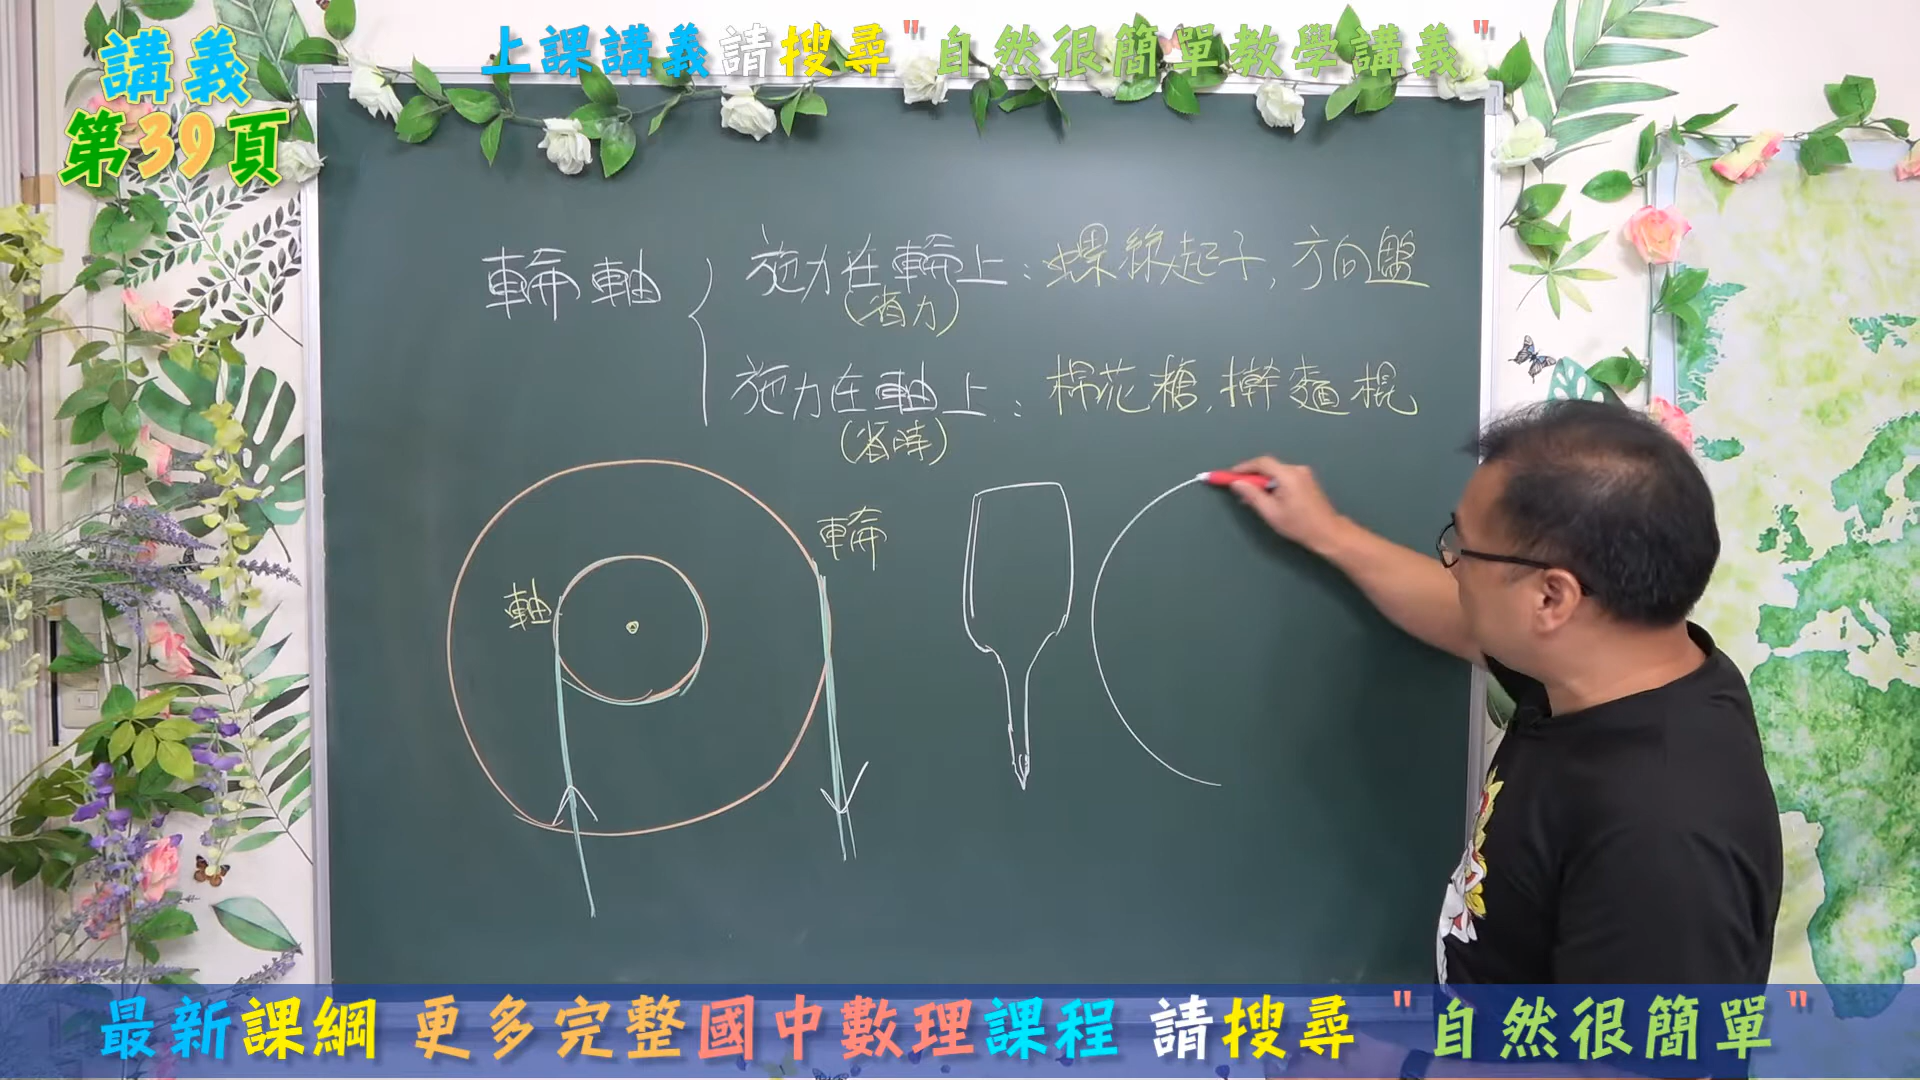 講義
第39頁
上課講義請搜尋"自然很簡單教學講義"
輪軸
施力在輪上：螺絲起子，方向盤
(省力)
施力在軸上：棉花糖，擀麵棍
(省時)
輪
軸
最新課綱 更多完整國中數理課程 請搜尋 "自然很簡單"